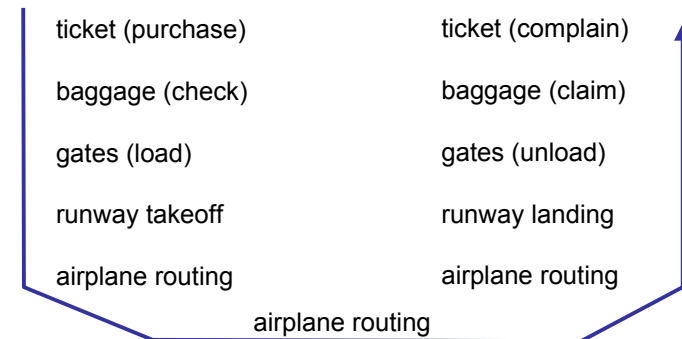 ticket (purchase)
baggage (check)
gates (load)
runway takeoff
airplane routing
airplane routing
ticket (complain)
baggage (claim)
gates (unload)
runway landing
airplane routing